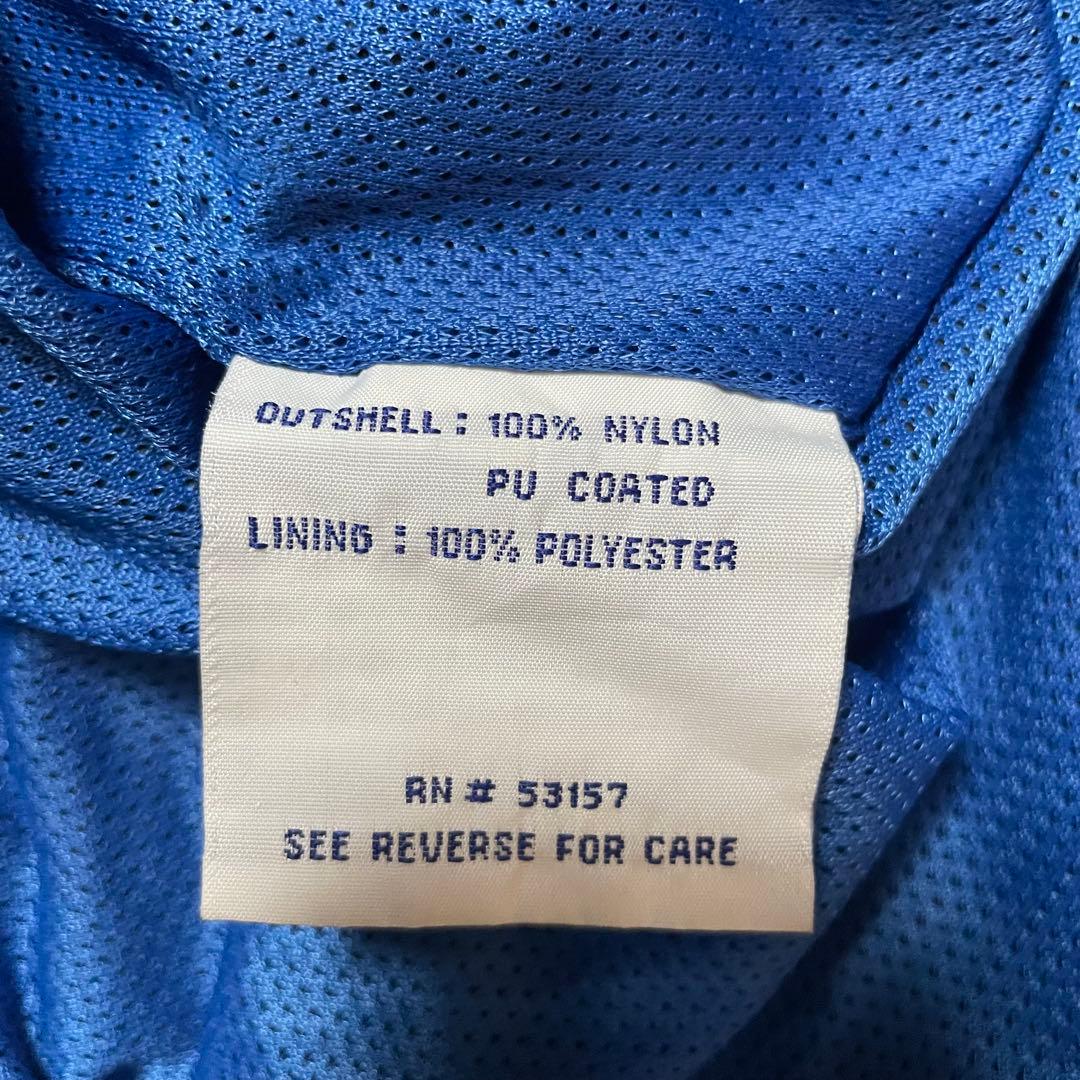 OUTSHELL : 100% NYLON
PU COATED
LINING : 100% POLYESTER
RN # 53157
SEE REVERSE FOR CARE